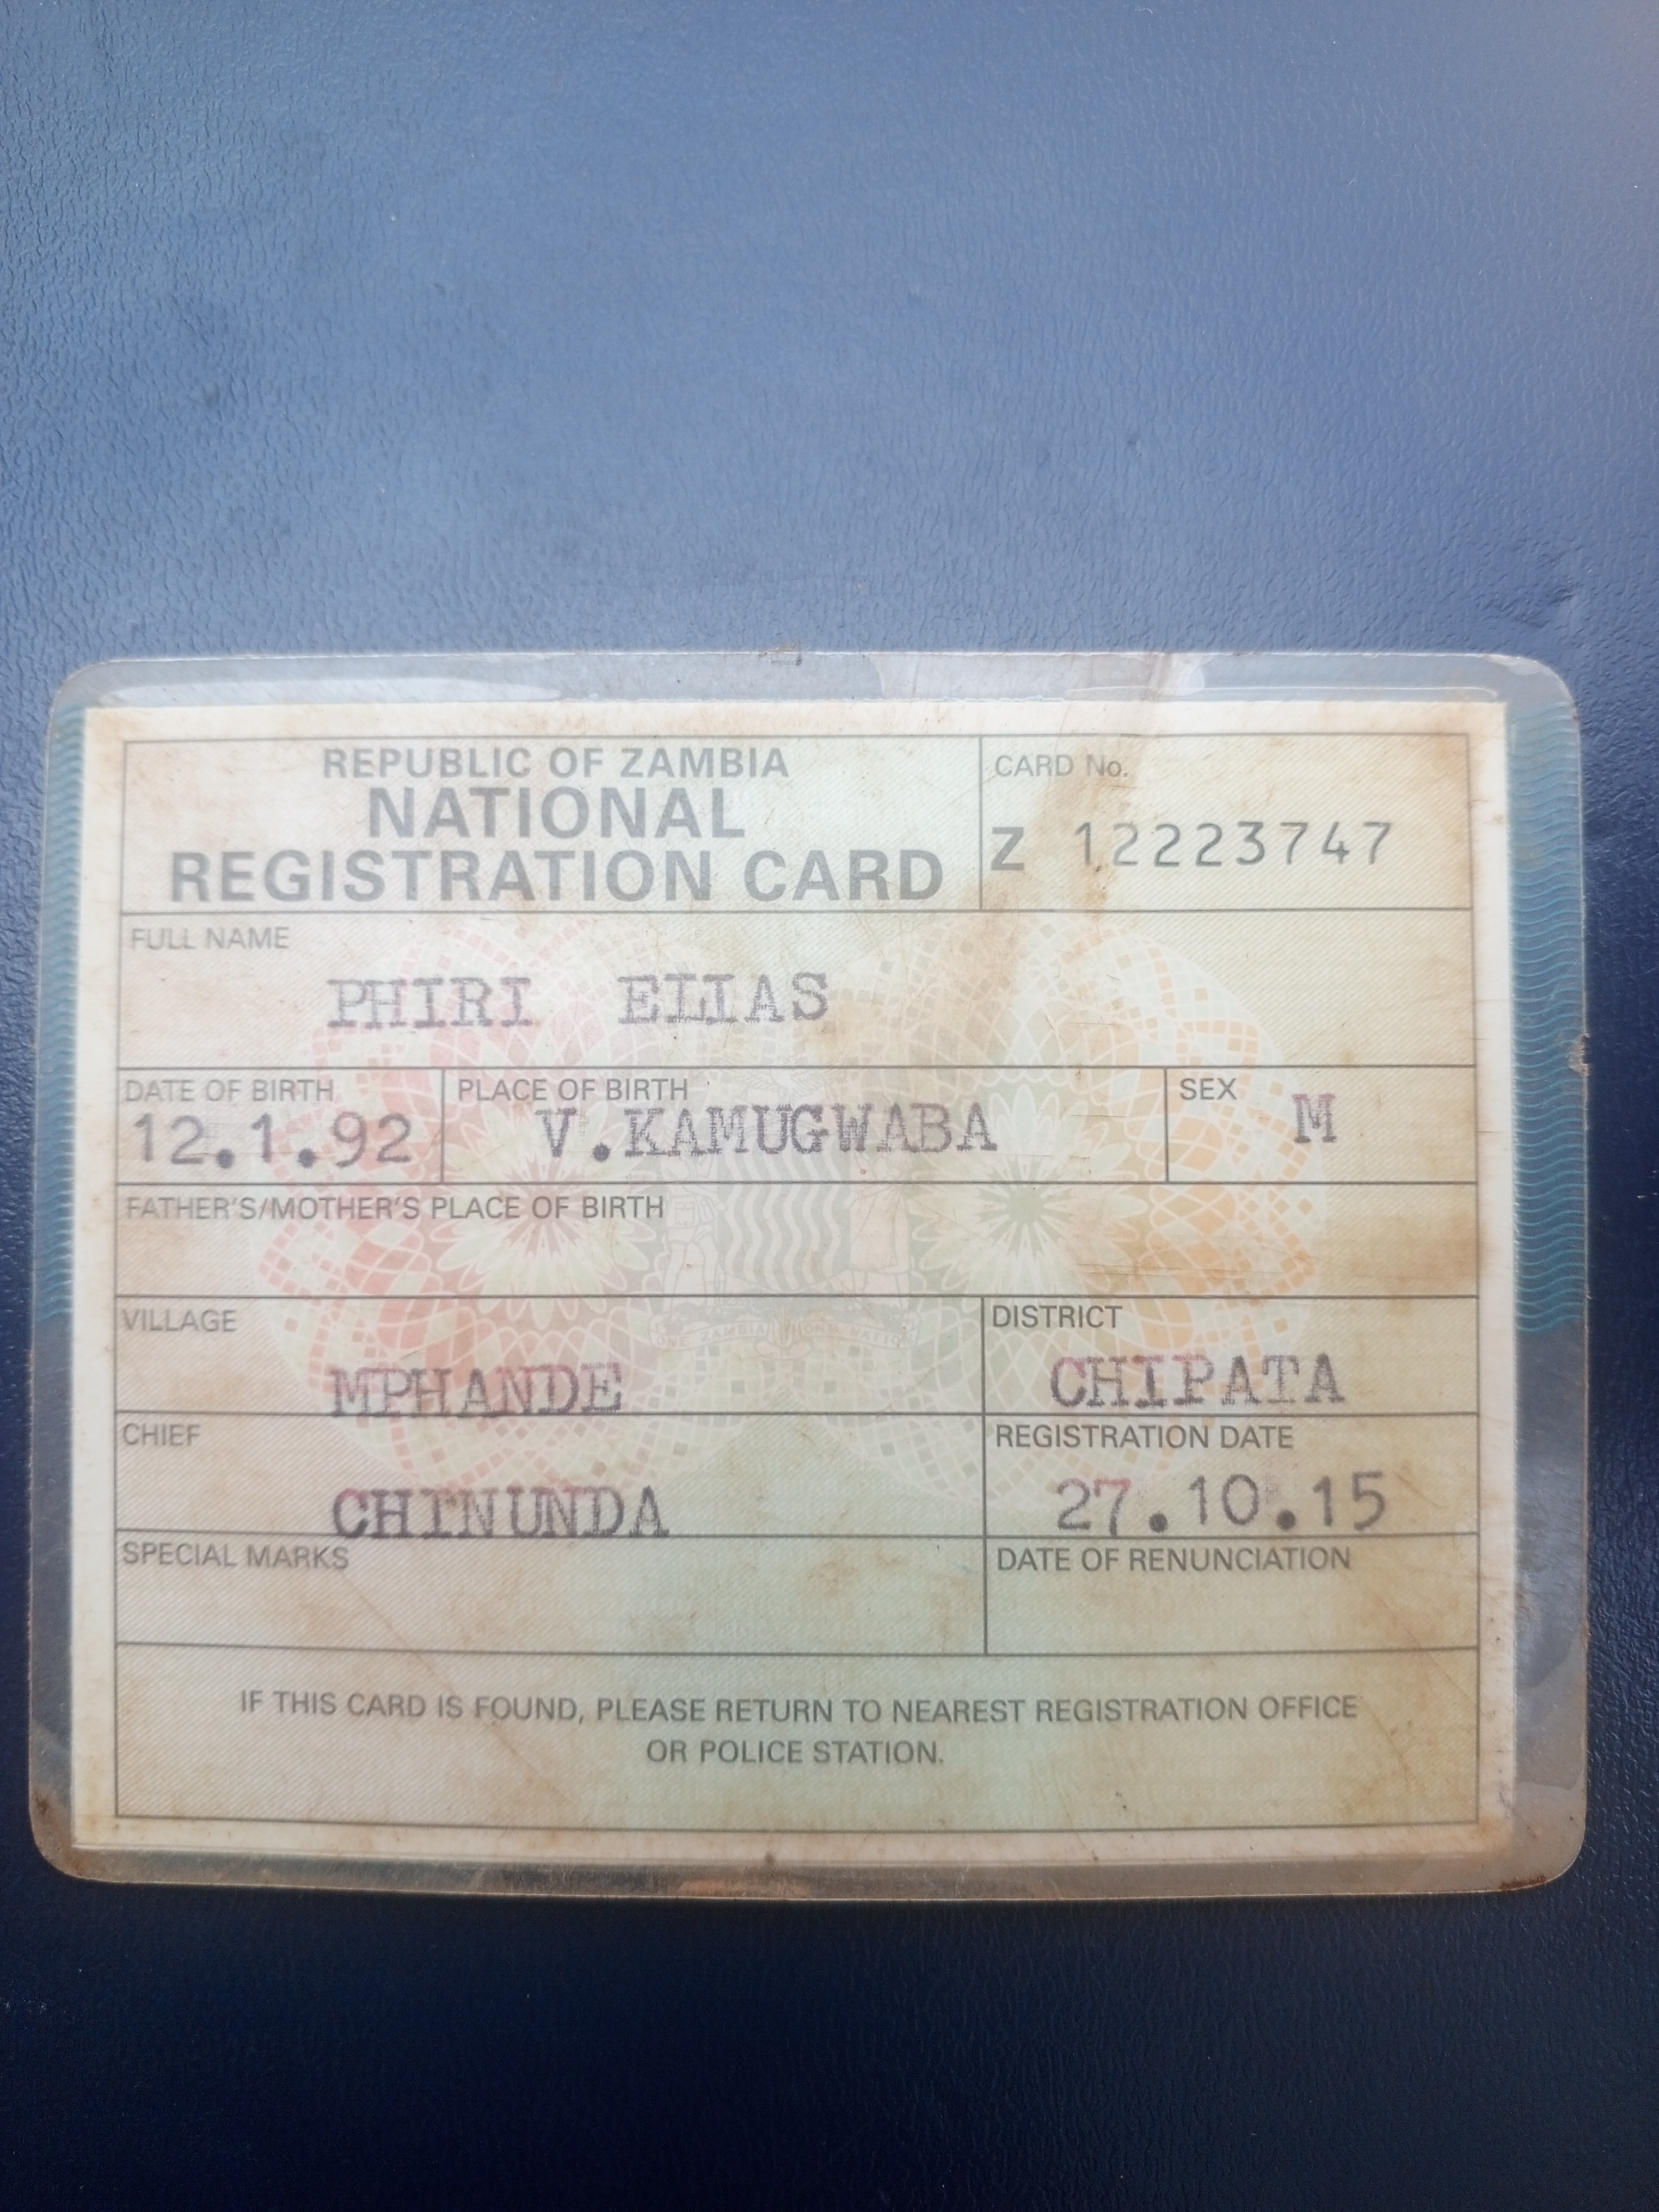 REPUBLIC OF ZAMBIA
NATIONAL
REGISTRATION CARD
CARD No.
Z 12223747
FULL NAME
PHIRI ELIAS
DATE OF BIRTH
12.1.92
PLACE OF BIRTH
V.KAMUGWABA
SEX
M
FATHER'S/MOTHER'S PLACE OF BIRTH
VILLAGE
MPHANDE
DISTRICT
CHIPATA
CHIEF
CHINUNDA
REGISTRATION DATE
27.10.15
SPECIAL MARKS
DATE OF RENUNCIATION
IF THIS CARD IS FOUND, PLEASE RETURN TO NEAREST REGISTRATION OFFICE
OR POLICE STATION.